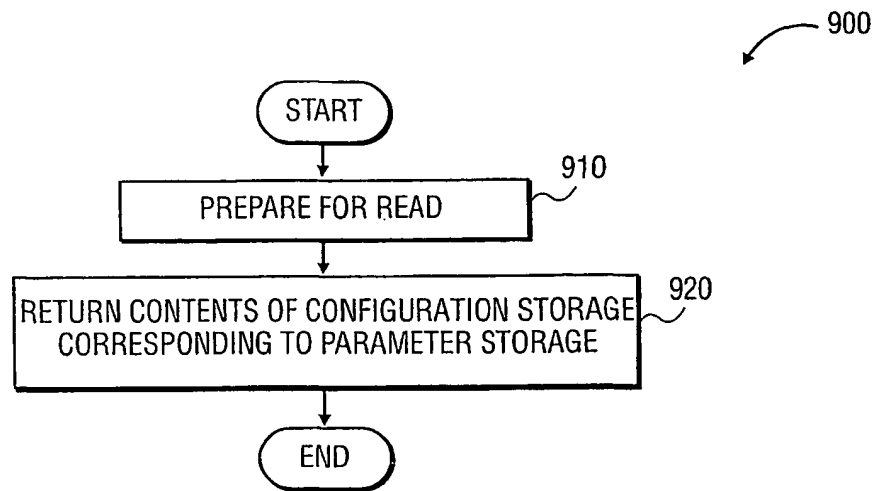 900
START
910
PREPARE FOR READ
920
RETURN CONTENTS OF CONFIGURATION STORAGE
CORRESPONDING TO PARAMETER STORAGE
END